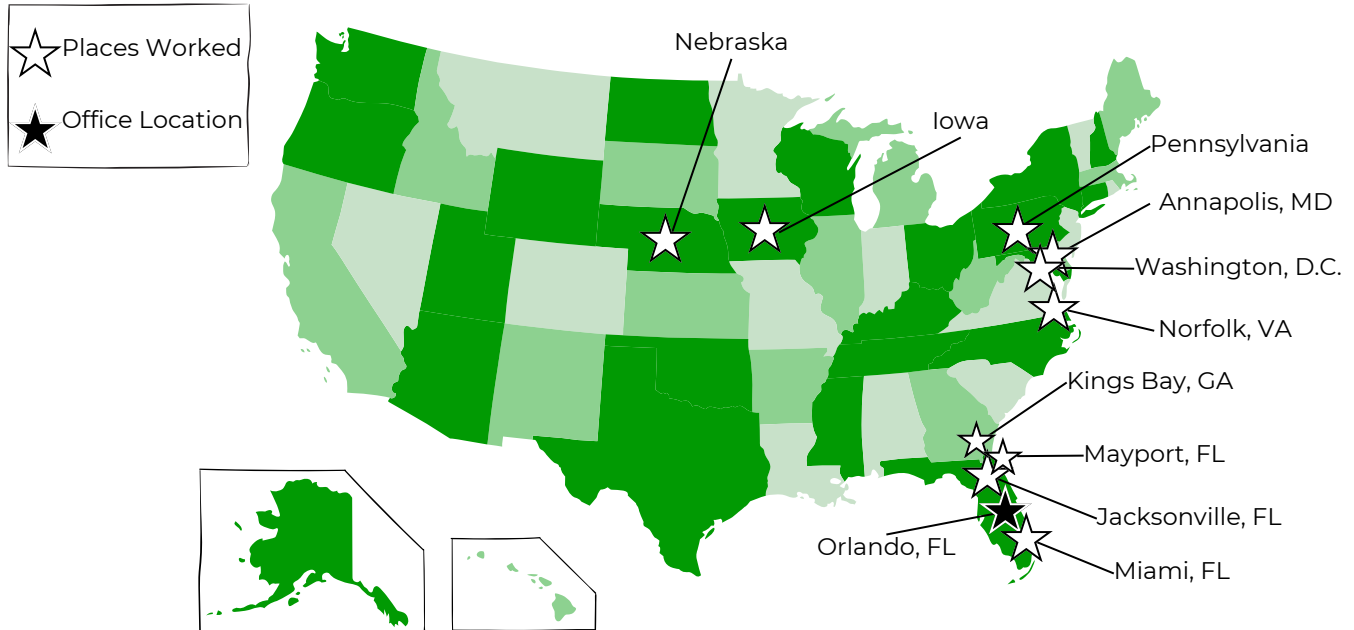 Places Worked
Office Location
Nebraska
Iowa
Pennsylvania
Annapolis, MD
Washington, D.C.
Norfolk, VA
Kings Bay, GA
Mayport, FL
Jacksonville, FL
Orlando, FL
Miami, FL